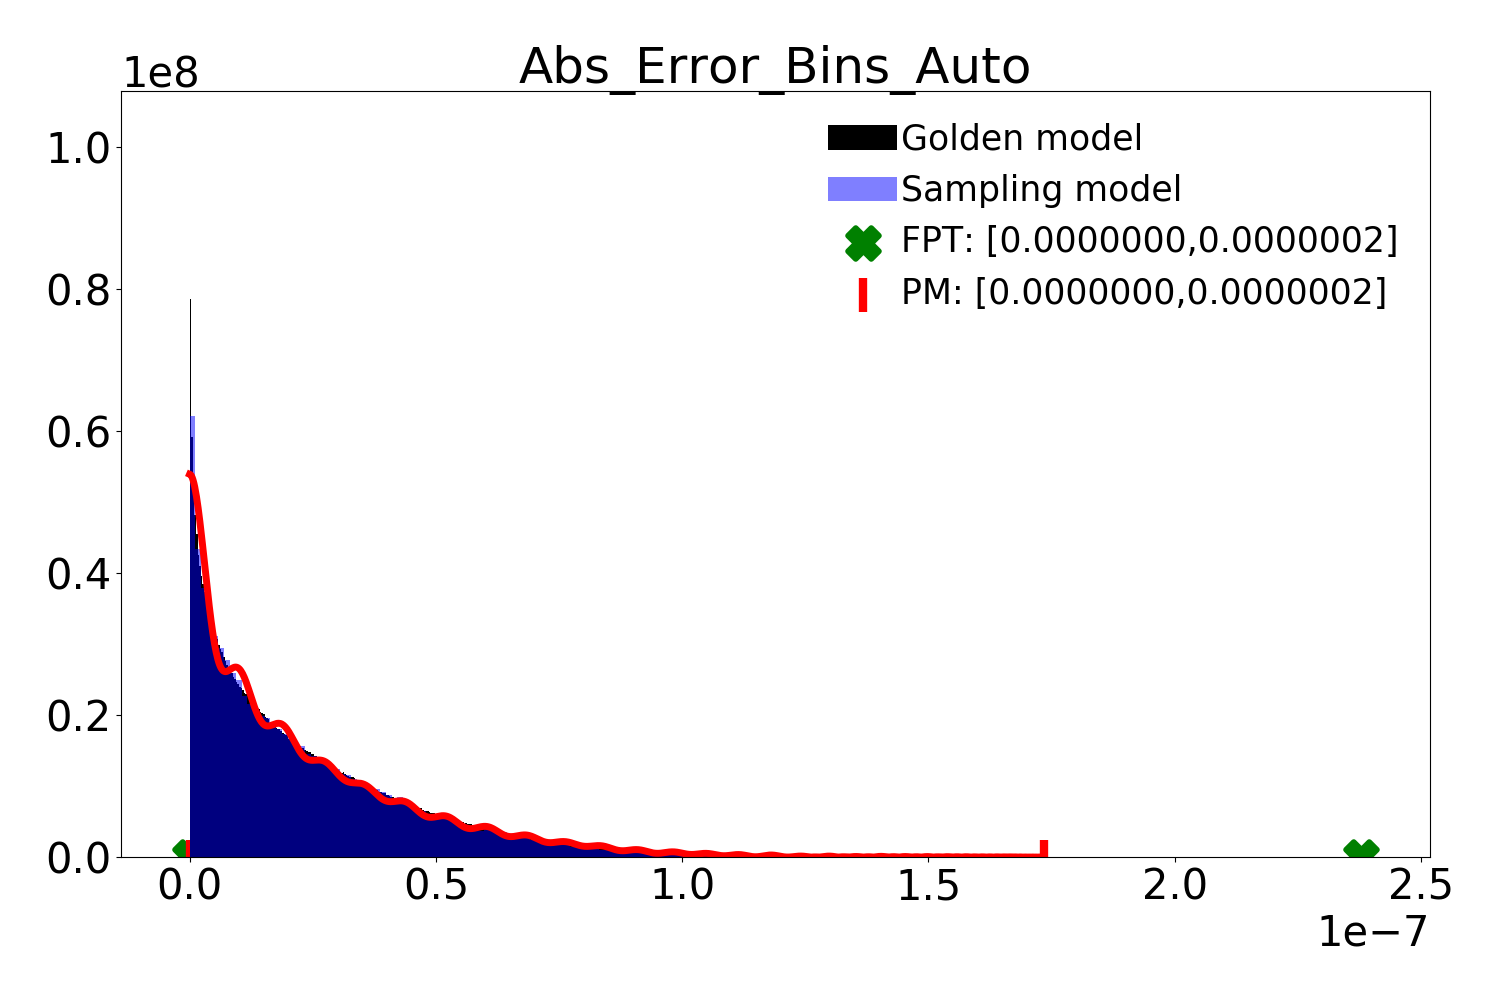 Abs_Error_Bins_Auto
1e8
Golden model
Sampling model
FPT: [0.0000000,0.0000002]
PM: [0.0000000,0.0000002]
1.0
0.8
0.6
0.4
0.2
0.0
0.0 0.5 1.0 1.5 2.0 2.5
1e−7